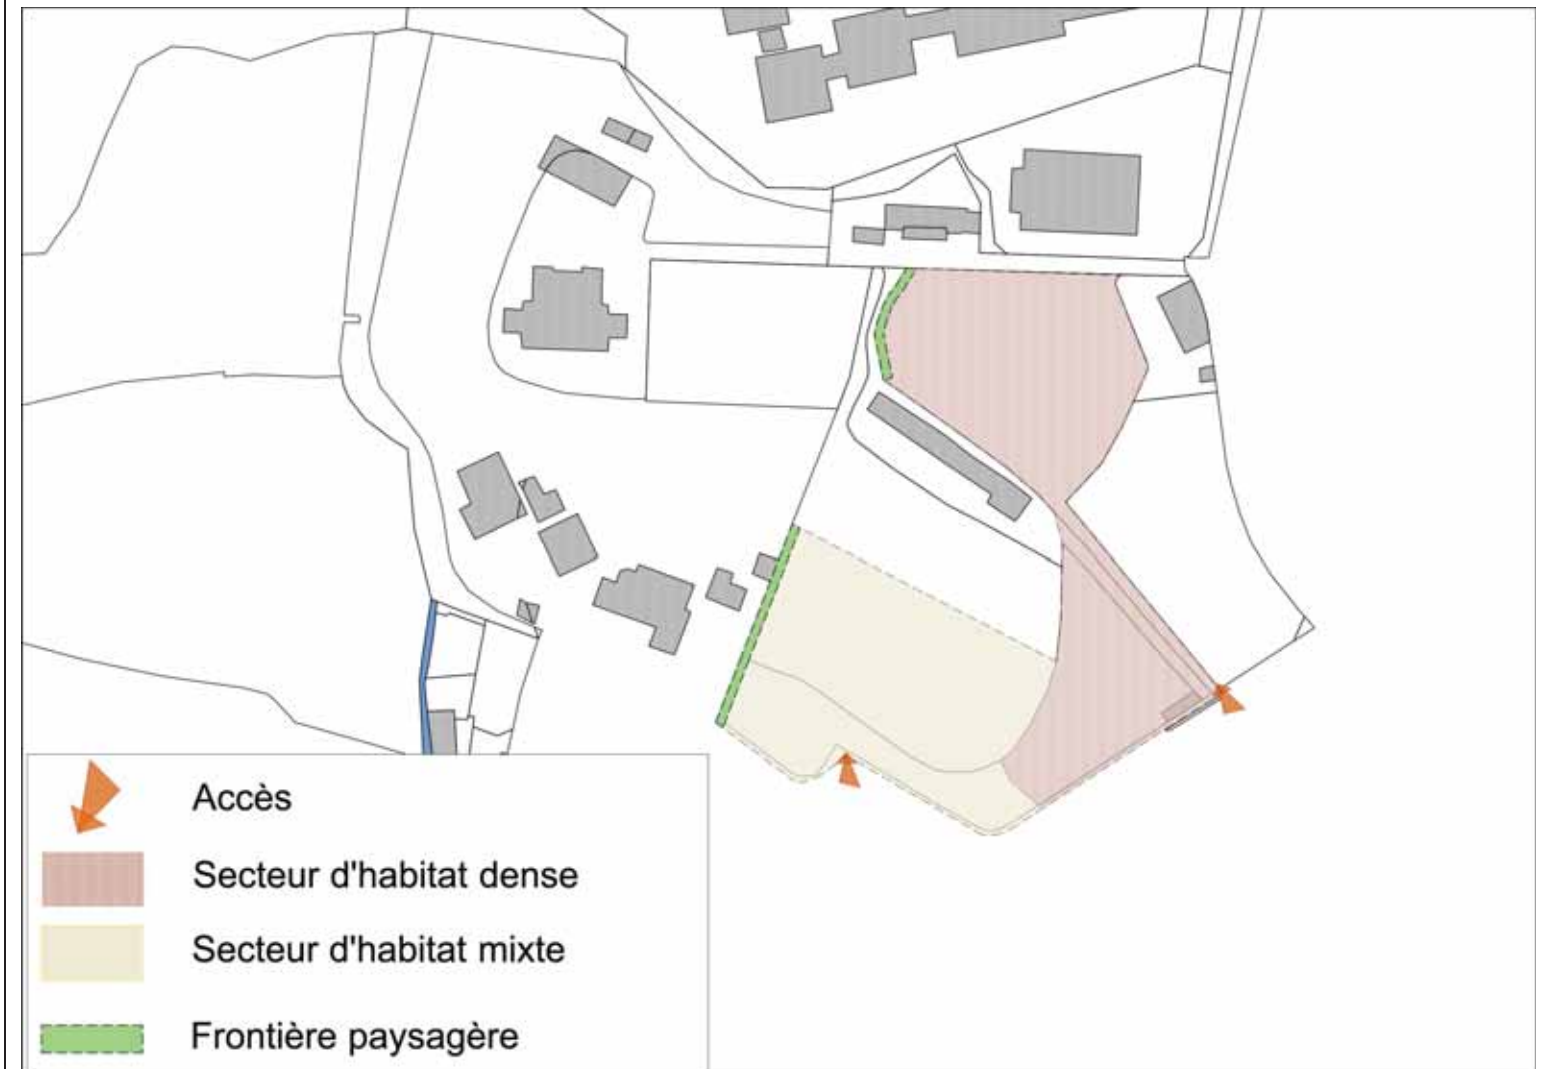 Accès
Secteur d'habitat dense
Secteur d'habitat mixte
Frontière paysagère